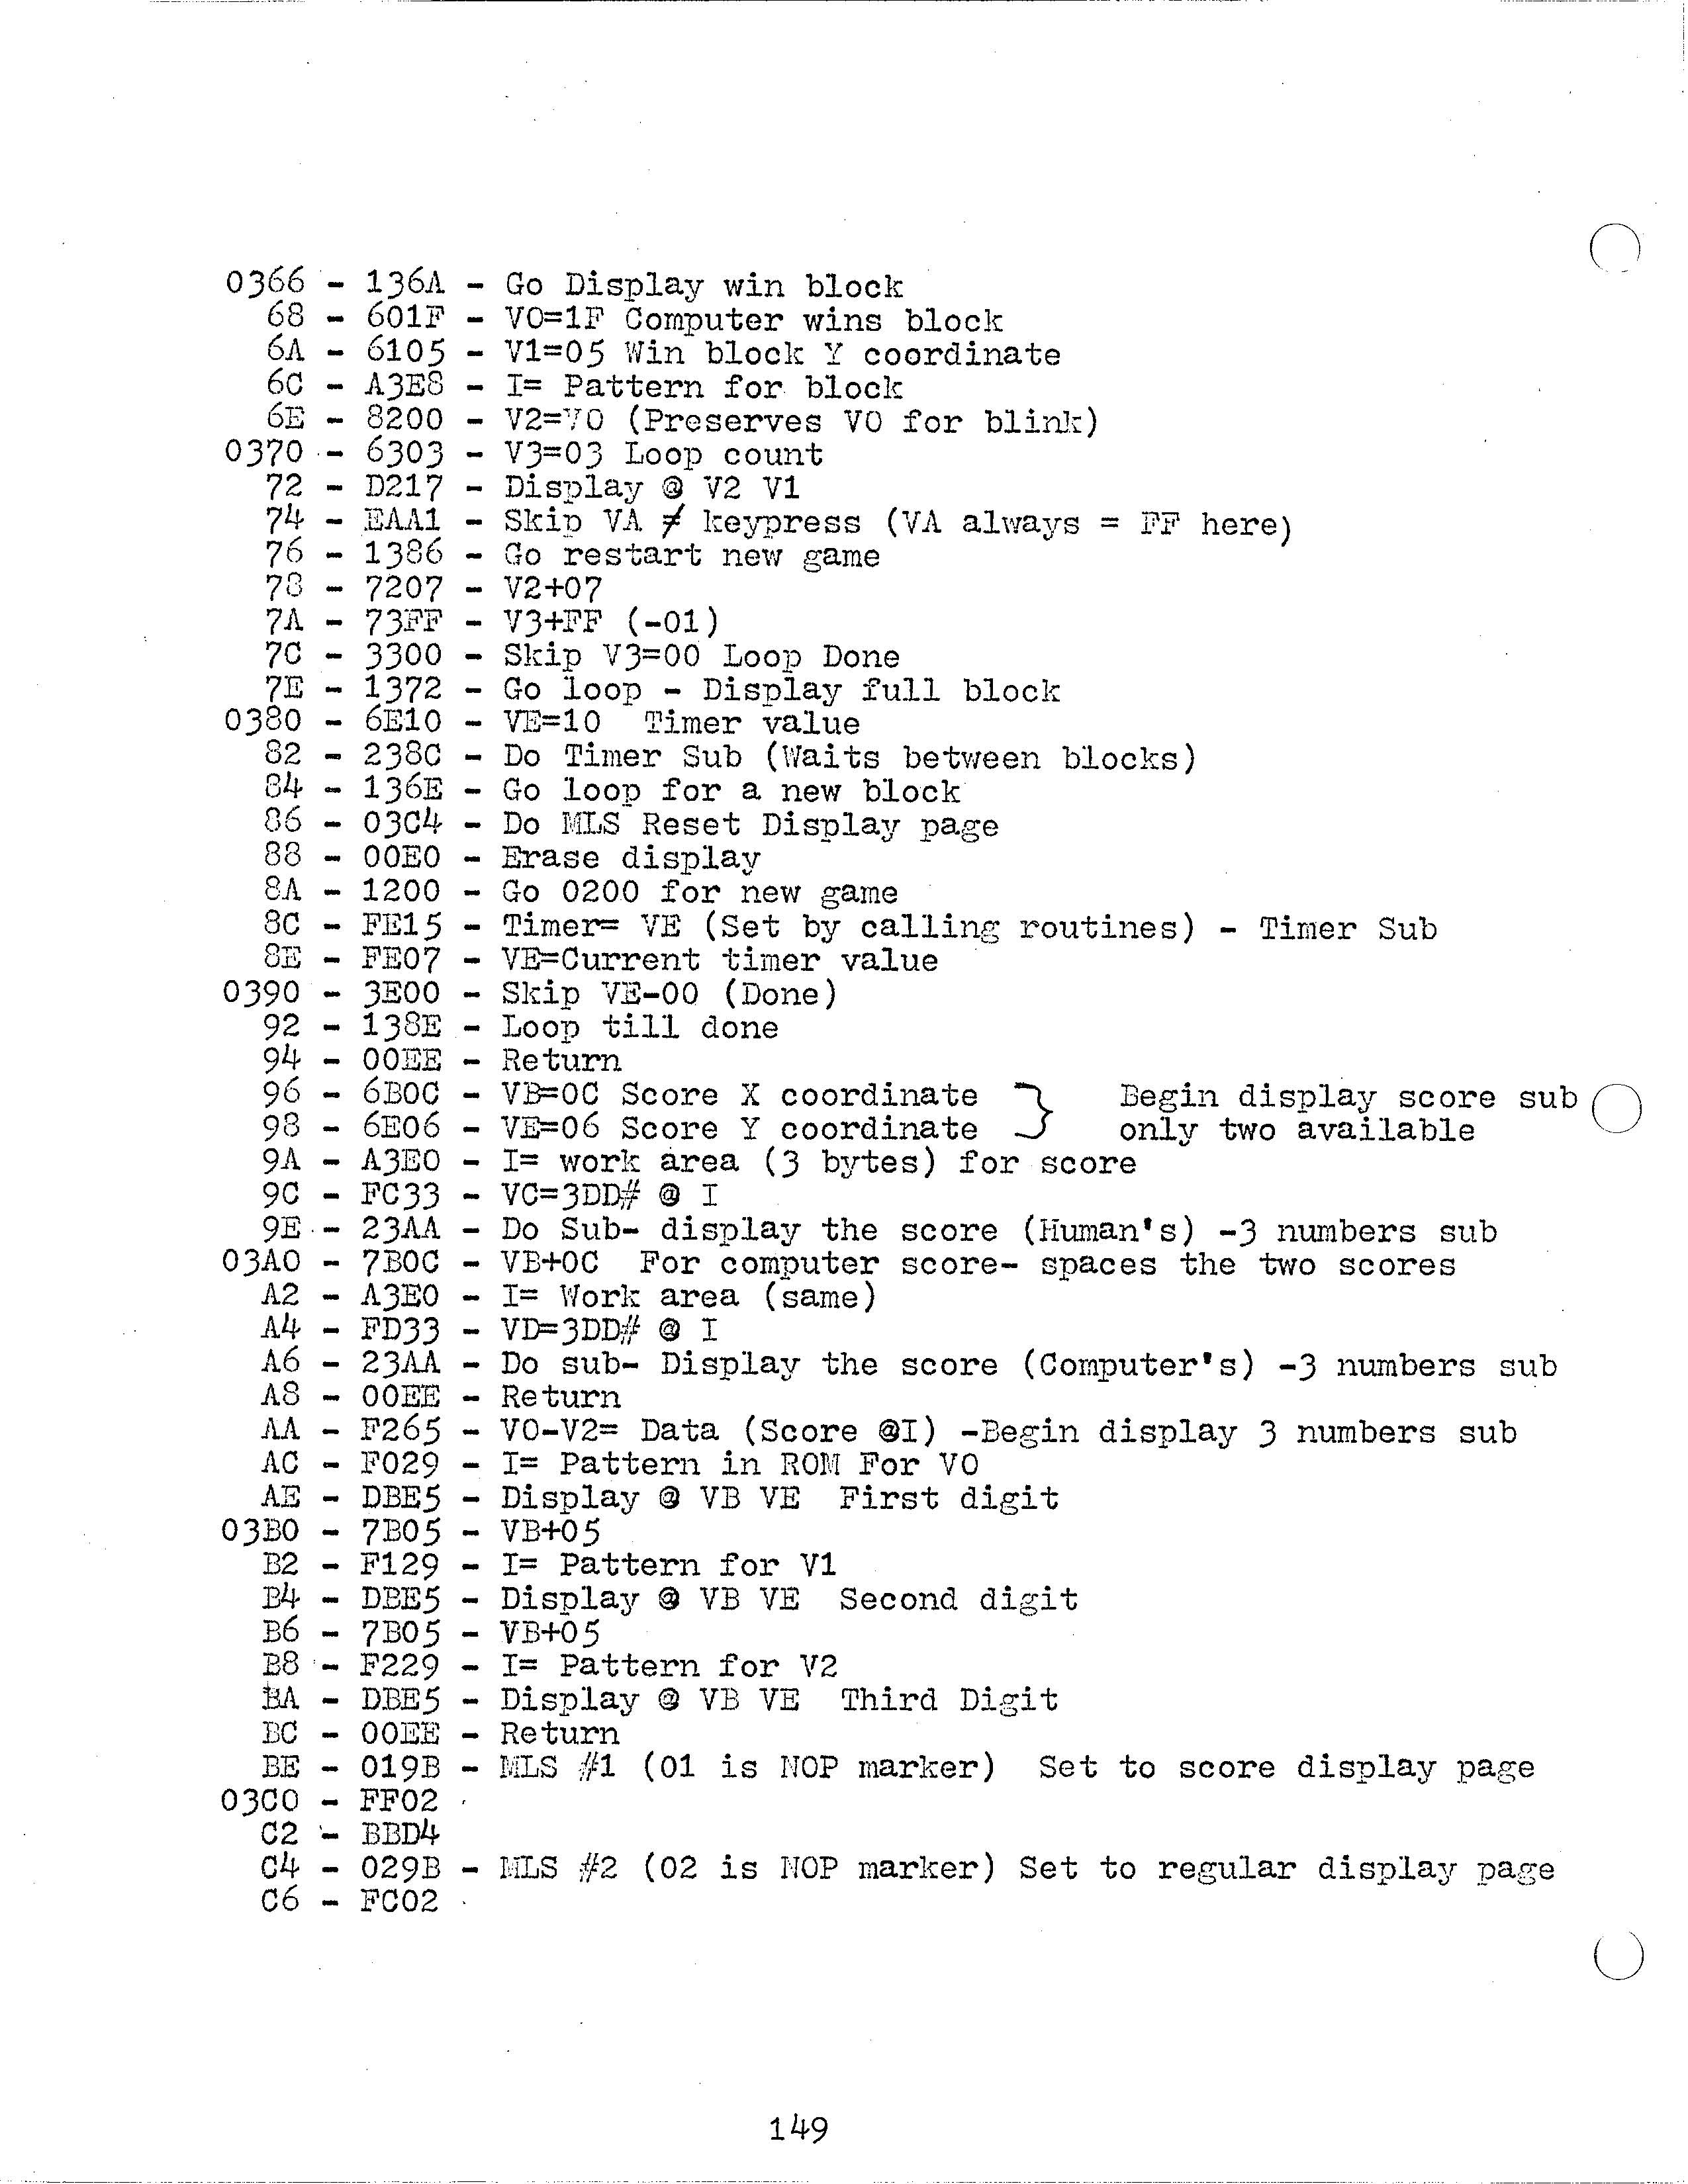 0366 - 136A - Go Display win block
68 - 601F - V0=1F Computer wins block
6A - 6105 - V1=05 Win block Y coordinate
6C - A3E8 - I= Pattern for block
6E - 8200 - V2=V0 (Preserves V0 for blink)
0370 - 6303 - V3=03 Loop count
72 - D217 - Display @ V2 V1
74 - EAA1 - Skip VA ≠ keypress (VA always = FF here)
76 - 1386 - Go restart new game
78 - 7207 - V2+07
7A - 73FF - V3+FF (-01)
7C - 3300 - Skip V3=00 Loop Done
7E - 1372 - Go loop - Display full block
0380 - 6E10 - VE=10 Timer value
82 - 238C - Do Timer Sub (Waits between blocks)
84 - 136E - Go loop for a new block
86 - 03C4 - Do MLS Reset Display page
88 - 00E0 - Erase display
8A - 1200 - Go 0200 for new game
8C - FE15 - Timer= VE (Set by calling routines) - Timer Sub
8E - FE07 - VE=Current timer value
0390 - 3E00 - Skip VE-00 (Done)
92 - 138E - Loop till done
94 - 00EE - Return
96 - 6B0C - VB=0C Score X coordinate } Begin display score sub
98 - 6E06 - VE=06 Score Y coordinate only two available
9A - A3E0 - I= work area (3 bytes) for score
9C - FC33 - VC=3DD# @ I
9E - 23AA - Do Sub- display the score (Human's) -3 numbers sub
03A0 - 7B0C - VB+0C For computer score- spaces the two scores
A2 - A3E0 - I= Work area (same)
A4 - FD33 - VD=3DD# @ I
A6 - 23AA - Do sub- Display the score (Computer's) -3 numbers sub
A8 - 00EE - Return
AA - F265 - V0-V2= Data (Score @I) -Begin display 3 numbers sub
AC - F029 - I= Pattern in ROM For V0
AE - DBE5 - Display @ VB VE First digit
03B0 - 7B05 - VB+05
B2 - F129 - I= Pattern for V1
B4 - DBE5 - Display @ VB VE Second digit
B6 - 7B05 - VB+05
B8 - F229 - I= Pattern for V2
BA - DBE5 - Display @ VB VE Third Digit
BC - 00EE - Return
BE - 019B - MLS #1 (01 is NOP marker) Set to score display page
03C0 - FF02
C2 - BBD4
C4 - 029B - MLS #2 (02 is NOP marker) Set to regular display page
C6 - FC02
149